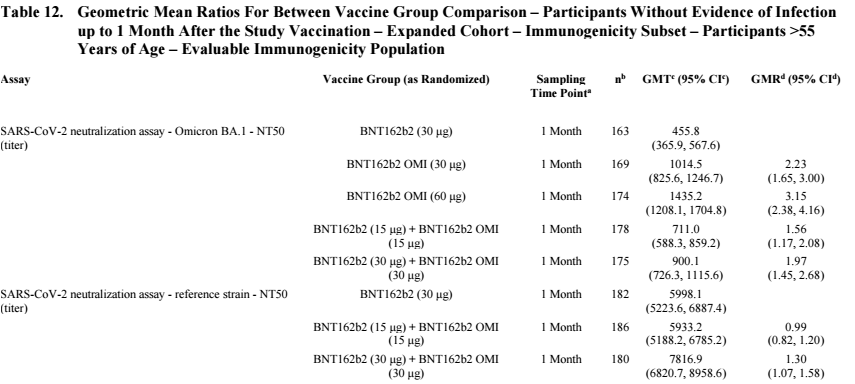 Table 12. Geometric Mean Ratios For Between Vaccine Group Comparison – Participants Without Evidence of Infection
up to 1 Month After the Study Vaccination – Expanded Cohort – Immunogenicity Subset – Participants >55
Years of Age – Evaluable Immunogenicity Population
Assay Vaccine Group (as Randomized) Sampling nᵇ GMTᶜ (95% CIᶜ) GMRᵈ (95% CIᵈ)
Time Pointᵃ
SARS-CoV-2 neutralization assay - Omicron BA.1 - NT50 BNT162b2 (30 µg) 1 Month 163 455.8
(titer) (365.9, 567.6)
BNT162b2 OMI (30 µg) 1 Month 169 1014.5 2.23
(825.6, 1246.7) (1.65, 3.00)
BNT162b2 OMI (60 µg) 1 Month 174 1435.2 3.15
(1208.1, 1704.8) (2.38, 4.16)
BNT162b2 (15 µg) + BNT162b2 OMI 1 Month 178 711.0 1.56
(15 µg) (588.3, 859.2) (1.17, 2.08)
BNT162b2 (30 µg) + BNT162b2 OMI 1 Month 175 900.1 1.97
(30 µg) (726.3, 1115.6) (1.45, 2.68)
SARS-CoV-2 neutralization assay - reference strain - NT50 BNT162b2 (30 µg) 1 Month 182 5998.1
(titer) (5223.6, 6887.4)
BNT162b2 (15 µg) + BNT162b2 OMI 1 Month 186 5933.2 0.99
(15 µg) (5188.2, 6785.2) (0.82, 1.20)
BNT162b2 (30 µg) + BNT162b2 OMI 1 Month 180 7816.9 1.30
(30 µg) (6820.7, 8958.6) (1.07, 1.58)